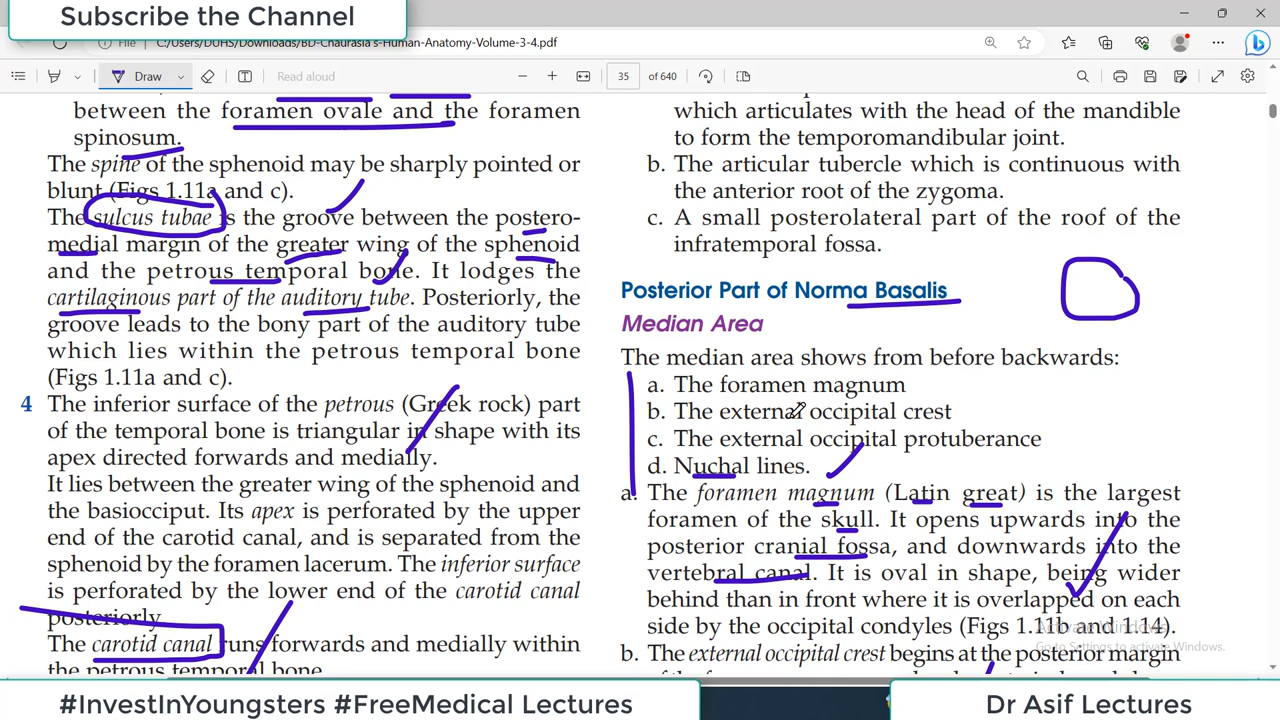 Subscribe the Channel
File
C:/Users/DUHS/Downloads/BD-Chaurasia's-Human-Anatomy-Volume-3-4.pdf
Draw
Read aloud
35
of 640
between the foramen ovale and the foramen
spinosum.
The spine of the sphenoid may be sharply pointed or
blunt (Figs 1.11a and c).
The sulcus tubae is the groove between the postero-
medial margin of the greater wing of the sphenoid
and the petrous temporal bone. It lodges the
cartilaginous part of the auditory tube. Posteriorly, the
groove leads to the bony part of the auditory tube
which lies within the petrous temporal bone
(Figs 1.11a and c).
4 The inferior surface of the petrous (Greek rock) part
of the temporal bone is triangular in shape with its
apex directed forwards and medially.
It lies between the greater wing of the sphenoid and
the basiocciput. Its apex is perforated by the upper
end of the carotid canal, and is separated from the
sphenoid by the foramen lacerum. The inferior surface
is perforated by the lower end of the carotid canal
posteriorly.
The carotid canal runs forwards and medially within
the petrous temporal bone.
which articulates with the head of the mandible
to form the temporomandibular joint.
b. The articular tubercle which is continuous with
the anterior root of the zygoma.
c. A small posterolateral part of the roof of the
infratemporal fossa.
Posterior Part of Norma Basalis
Median Area
The median area shows from before backwards:
a. The foramen magnum
b. The external occipital crest
c. The external occipital protuberance
d. Nuchal lines.
a. The foramen magnum (Latin great) is the largest
foramen of the skull. It opens upwards into the
posterior cranial fossa, and downwards into the
vertebral canal. It is oval in shape, being wider
behind than in front where it is overlapped on each
side by the occipital condyles (Figs 1.11b and 1.14).
b. The external occipital crest begins at the posterior margin
Activate Windows
Go to Settings to activate Windows.
#InvestInYoungsters #FreeMedical Lectures
Dr Asif Lectures